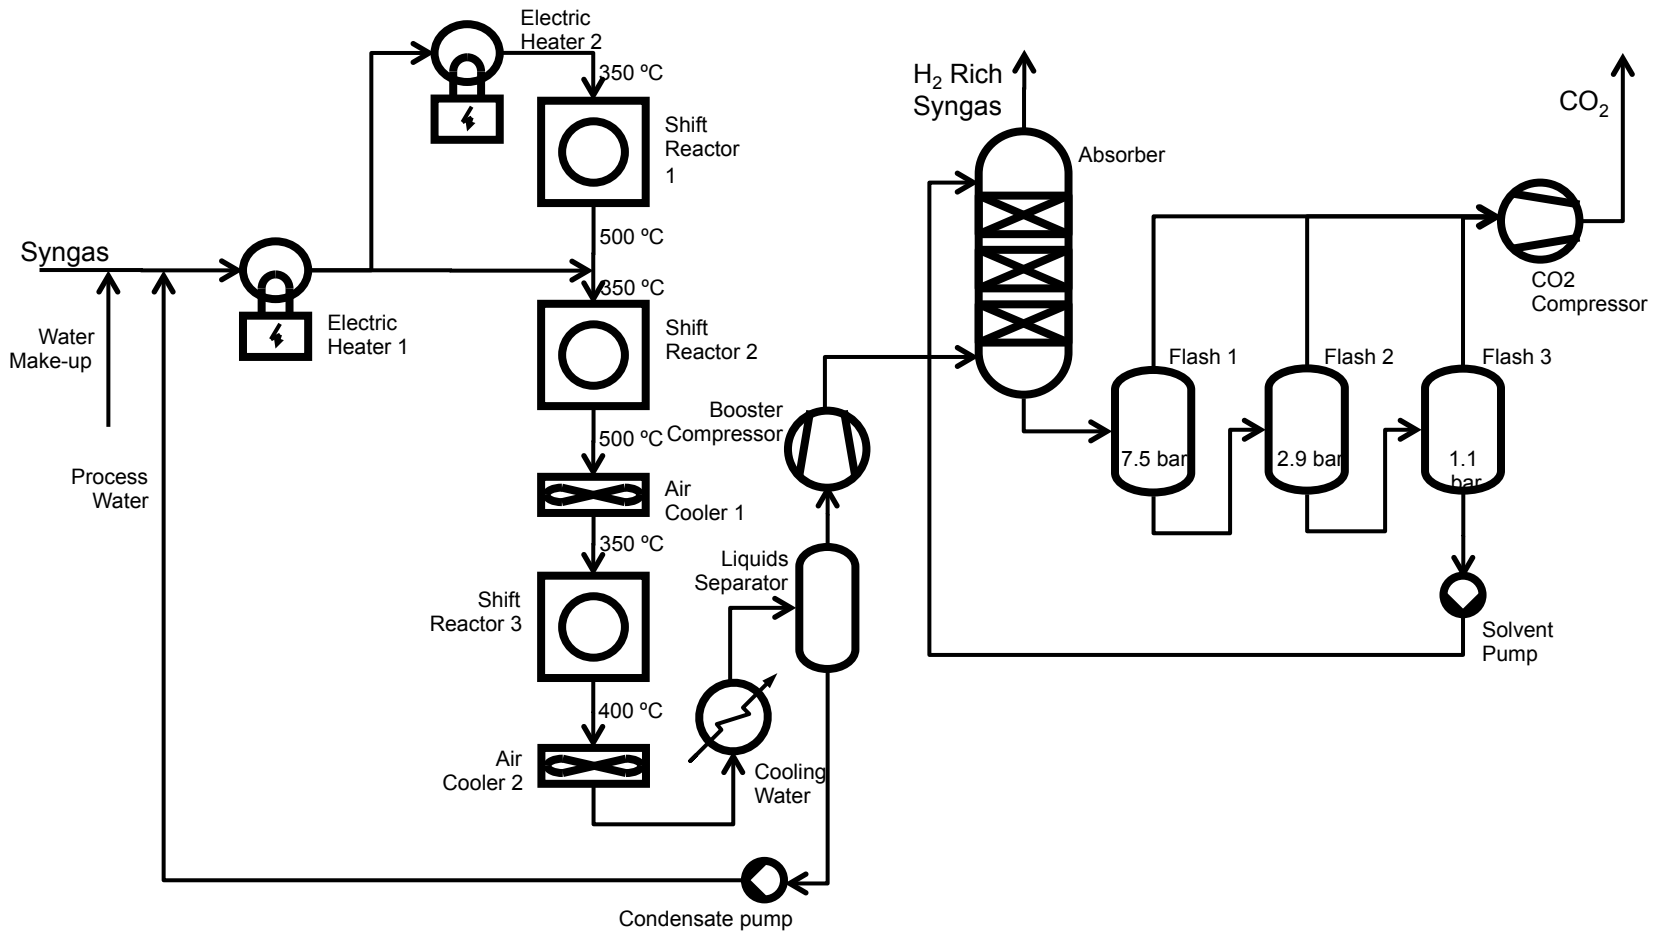 Electric
Heater 2
350 ºC
Shift
Reactor
1
500 ºC
Syngas
350 ºC
Water
Make-up
Electric
Heater 1
Shift
Reactor 2
500 ºC
Process
Water
Air
Cooler 1
350 ºC
Shift
Reactor 3
400 ºC
Air
Cooler 2
Cooling
Water
Liquids
Separator
Booster
Compressor
Condensate pump
H2 Rich
Syngas
Absorber
CO2
CO2
Compressor
Flash 1
Flash 2
Flash 3
7.5 bar
2.9 bar
1.1
bar
Solvent
Pump